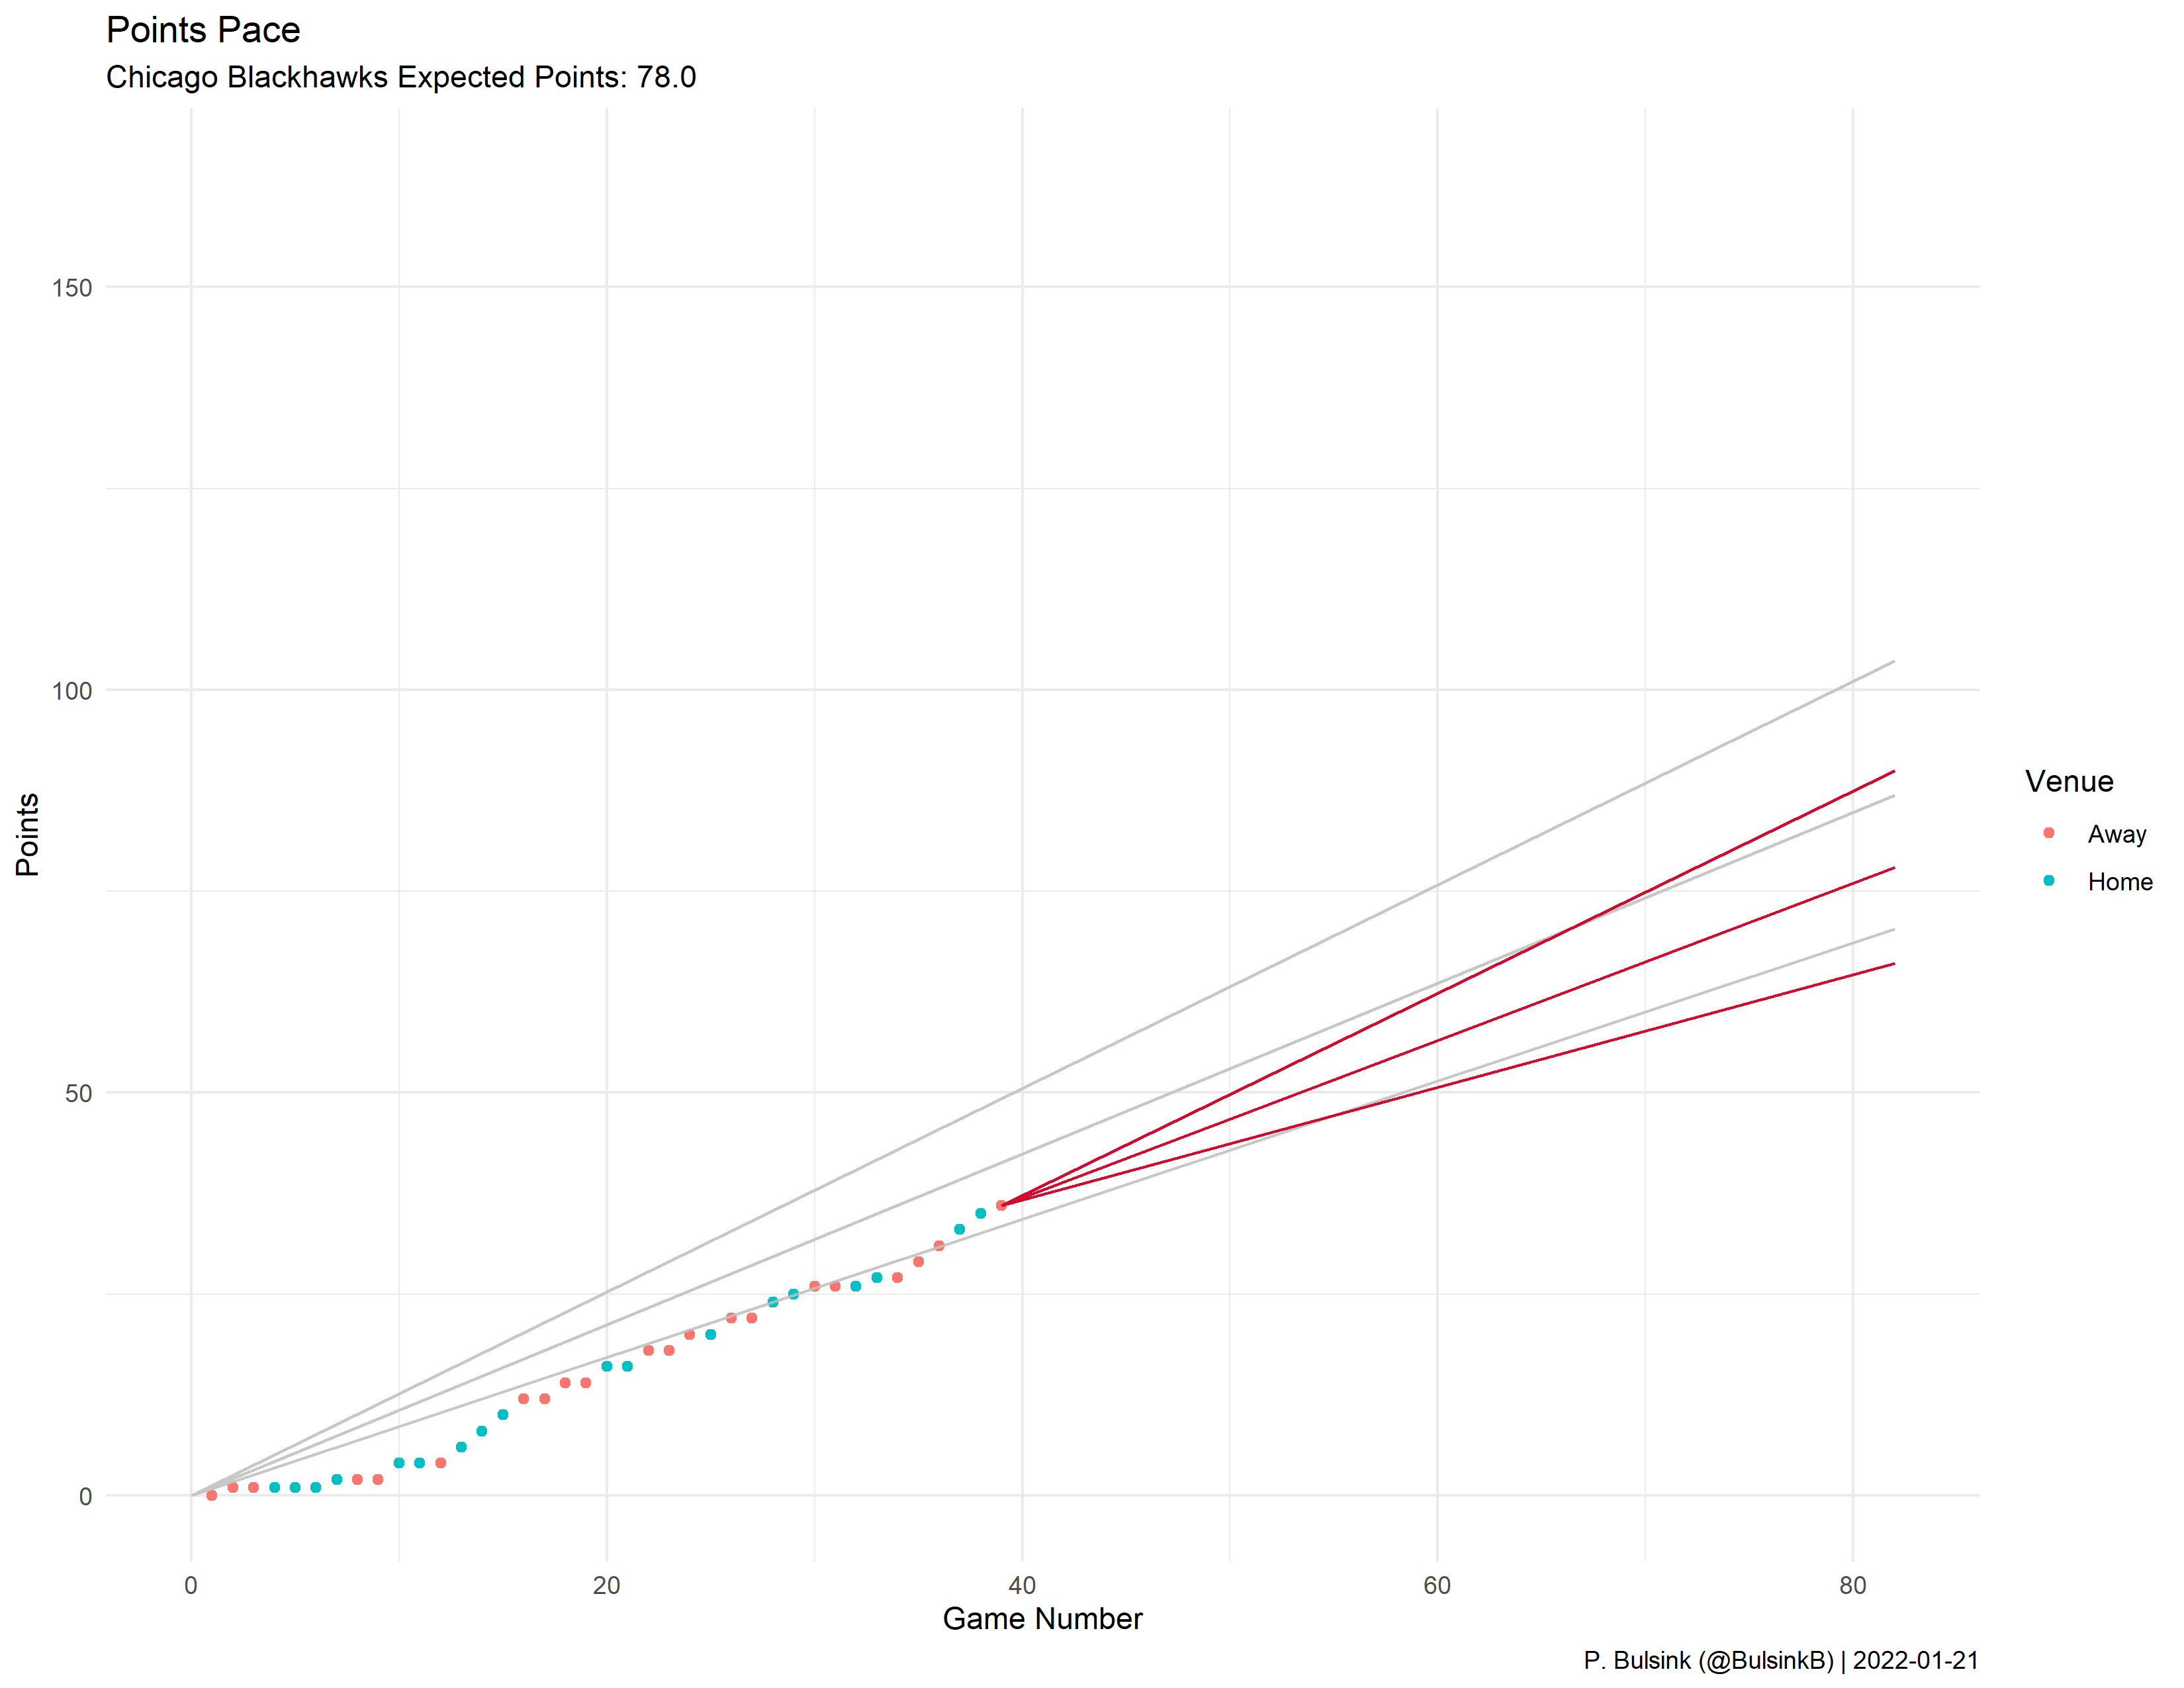 Points Pace
Chicago Blackhawks Expected Points: 78.0
150
100
50
0
Points
0 20 40 60 80
Game Number
Venue
Away
Home
P. Bulsink (@BulsinkB) | 2022-01-21